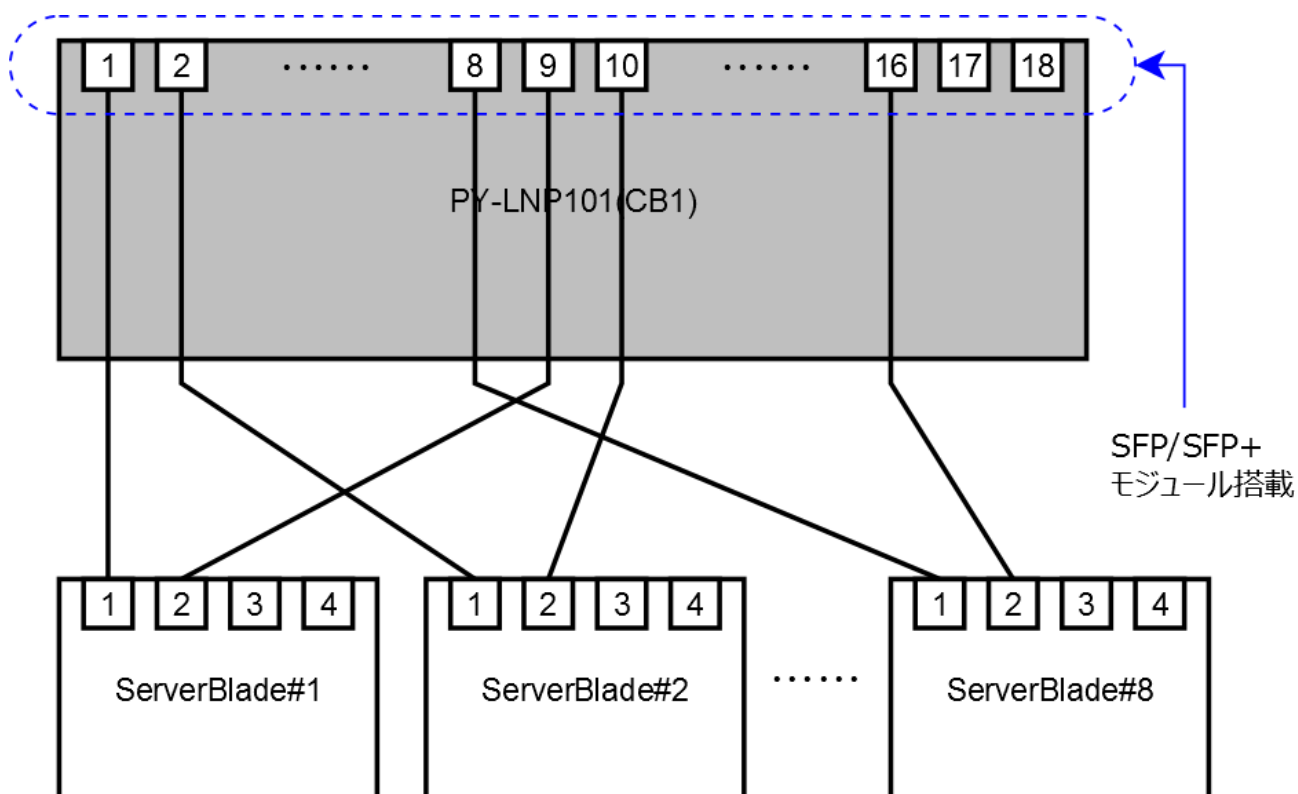 1 2 ・・・・・・ 8 9 10 ・・・・・・ 16 17 18
PY-LNP101(CB1)
SFP/SFP+
モジュール搭載
1 2 3 4 1 2 3 4 1 2 3 4
ServerBlade#1 ServerBlade#2 ・・・・・・ ServerBlade#8